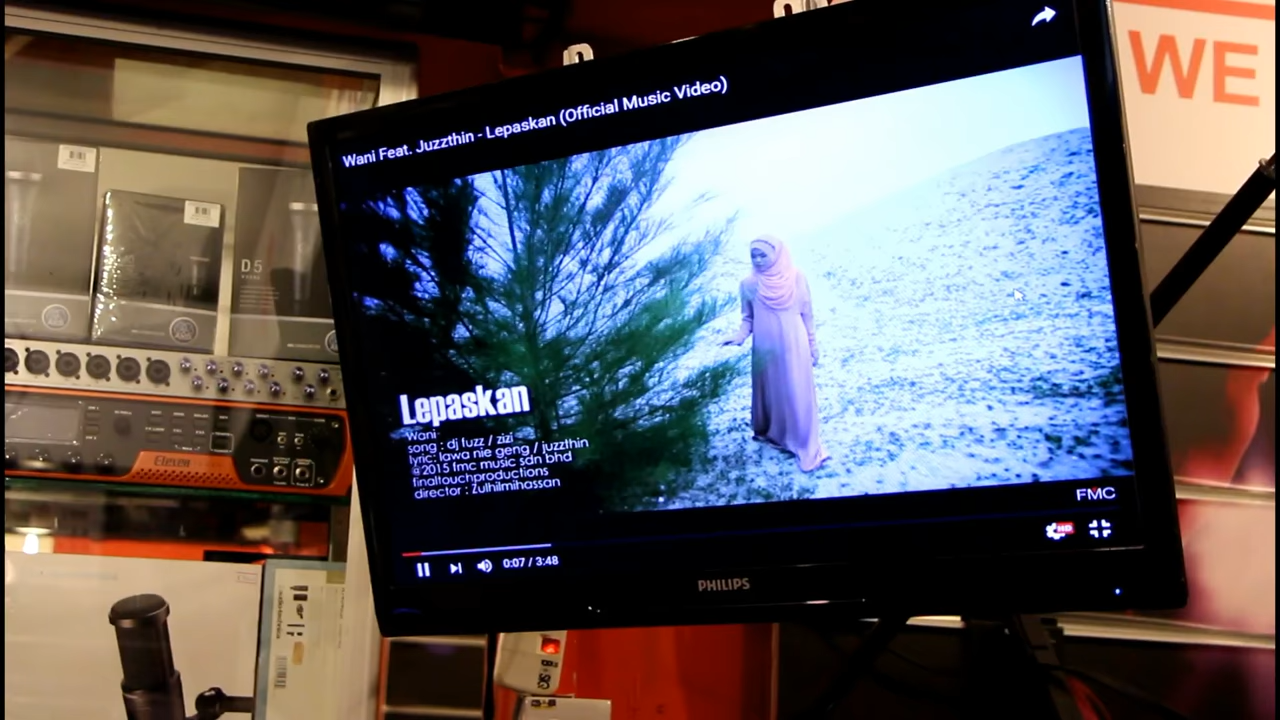 WE
Wani Feat. Juzzthin - Lepaskan (Official Music Video)
D5
Lepaskan
Wani
song : dj fuzz / zizi
lyric: lawa nie geng / juzzthin
@2015 fmc music sdn bhd
finaltouchproductions
director : Zulhilmihassan
Eleven
FMC
HD
0:07 / 3:48
PHILIPS